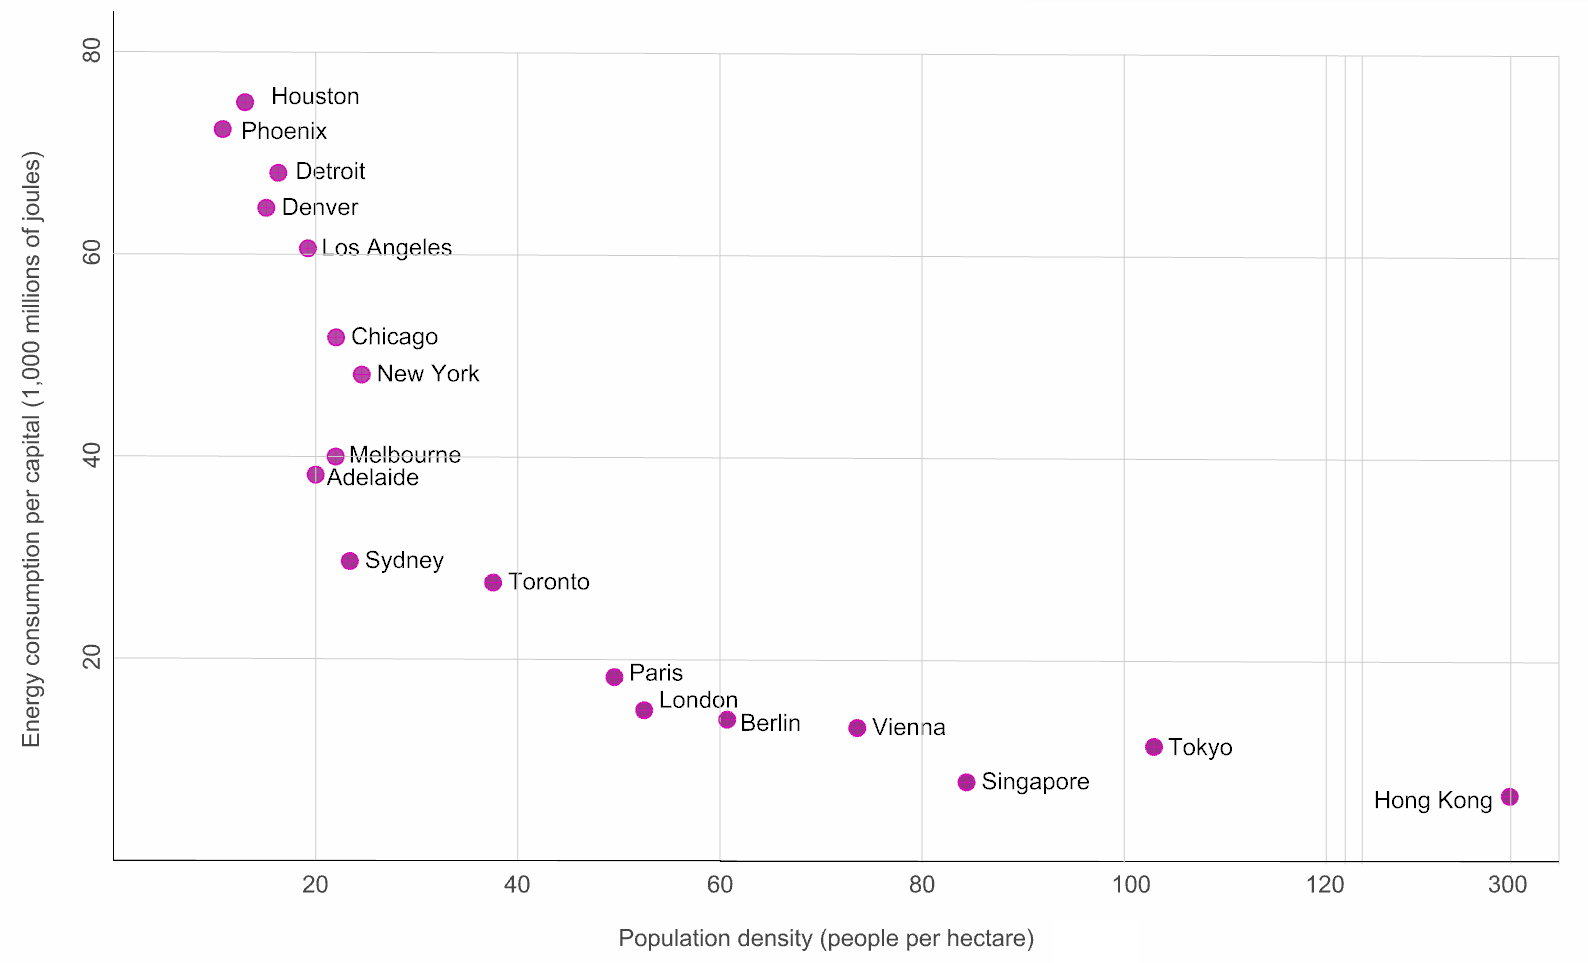 80
60
40
20
Energy consumption per capital (1,000 millions of joules)
Houston
Phoenix
Detroit
Denver
Los Angeles
Chicago
New York
Melbourne
Adelaide
Sydney
Toronto
Paris
London
Berlin
Vienna
Tokyo
Singapore
Hong Kong
20 40 60 80 100 120 300
Population density (people per hectare)